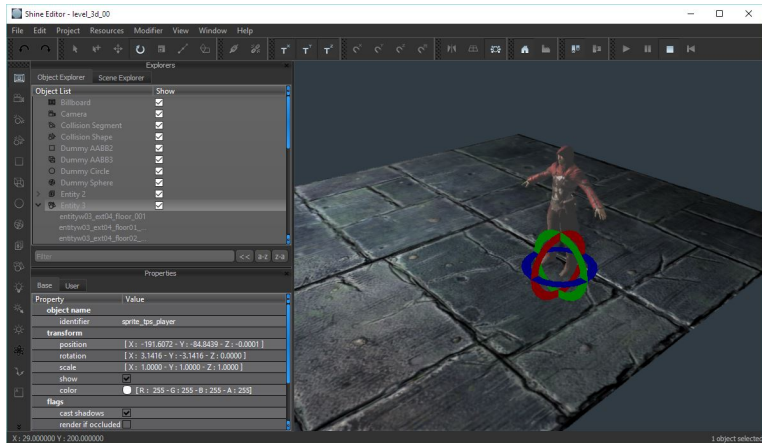 Shine Editor - level_3d_00
File Edit Project Resources Modifier View Window Help
Explorers
Object Explorer Scene Explorer
Object List Show
Billboard
Camera
Collision Segment
Collision Shape
Dummy AABB2
Dummy AABB3
Dummy Circle
Dummy Sphere
Entity 2
Entity 3
entityw03_ext04_floor_001
entityw03_ext04_floor01_...
entityw03_ext04_floor02_...
Filter << a-z z-a
Properties
Base User
Property Value
object name
identifier sprite_tps_player
transform
position [ X : -191.6072 - Y : -84.8439 - Z : -0.0001 ]
rotation [ X : 3.1416 - Y : -3.1416 - Z : 0.0000 ]
scale [ X : 1.0000 - Y : 1.0000 - Z : 1.0000 ]
show
color [ R : 255 - G : 255 - B : 255 - A : 255]
flags
cast shadows
render if occluded
X : 29.000000 Y : 200.000000 1 object selected